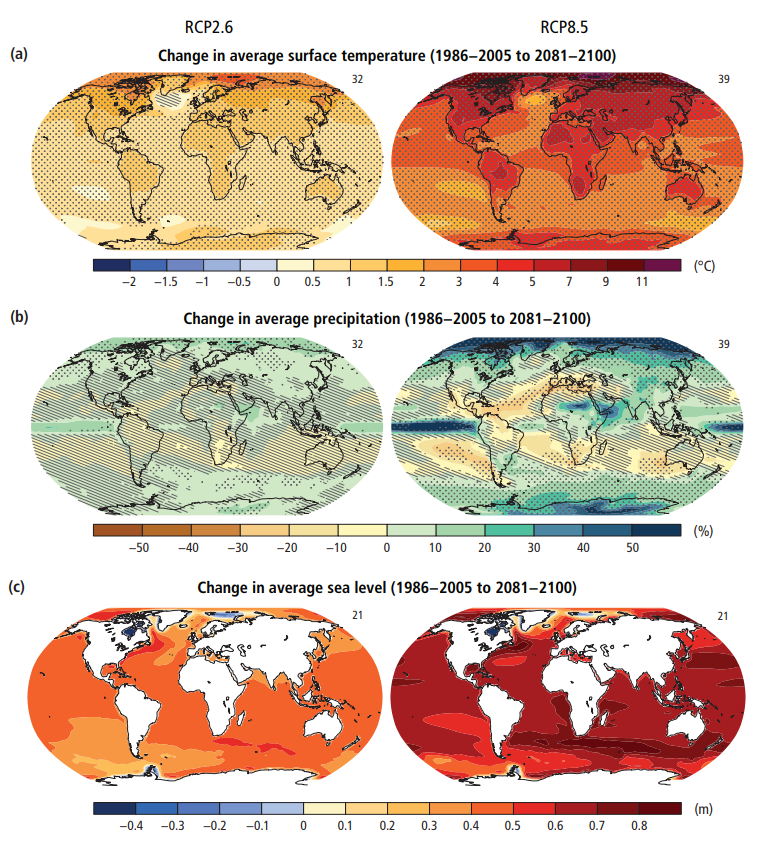 RCP2.6 RCP8.5
(a) Change in average surface temperature (1986–2005 to 2081–2100)
32 39
−2 −1.5 −1 −0.5 0 0.5 1 1.5 2 3 4 5 7 9 11 (°C)
(b) Change in average precipitation (1986–2005 to 2081–2100)
32 39
−50 −40 −30 −20 −10 0 10 20 30 40 50 (%)
(c) Change in average sea level (1986–2005 to 2081–2100)
21 21
−0.4 −0.3 −0.2 −0.1 0 0.1 0.2 0.3 0.4 0.5 0.6 0.7 0.8 (m)